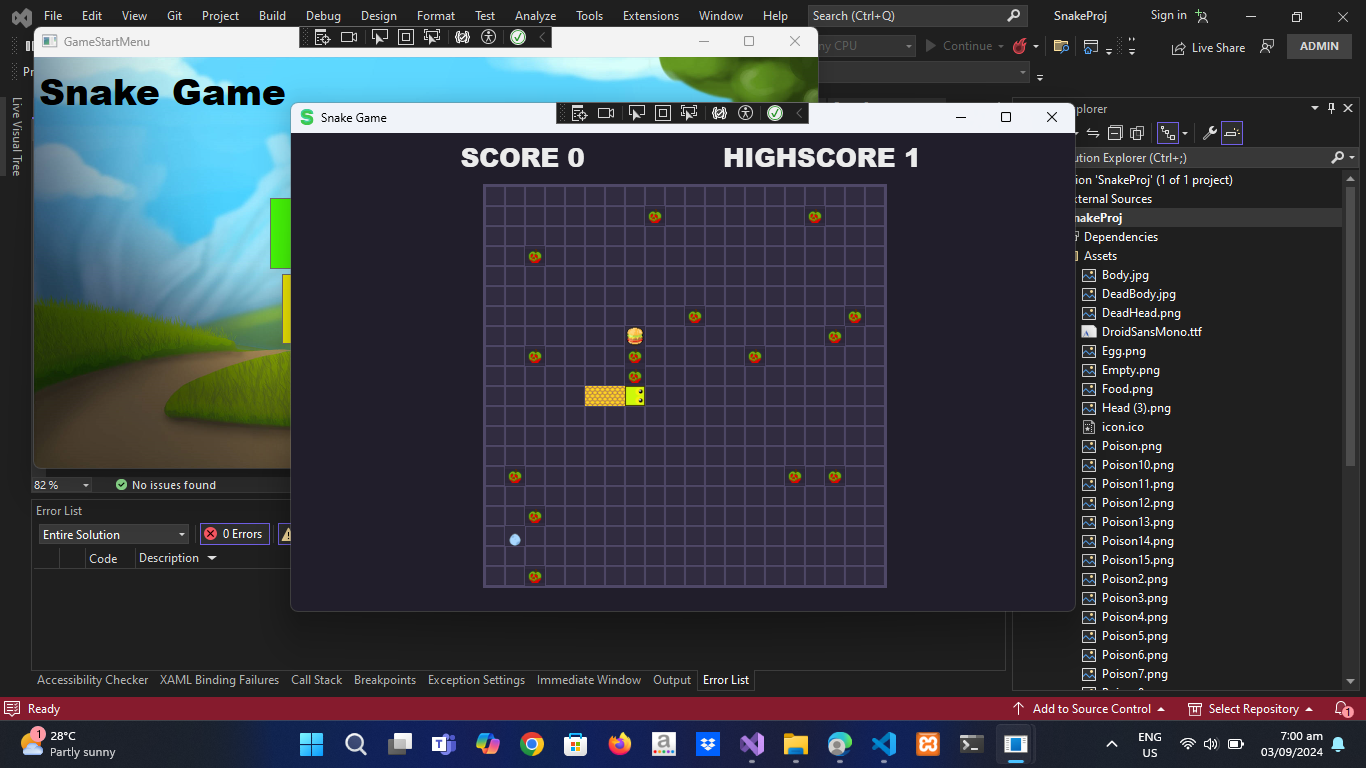 File Edit View Git Project Build Debug Design Format Test Analyze Tools Extensions Window Help Search (Ctrl+Q) SnakeProj Sign in
GameStartMenu
ny CPU Continue Live Share ADMIN
Pr
Live Visual Tree
Snake Game
Snake Game
SCORE 0 HIGHSCORE 1
plorer
ution Explorer (Ctrl+;)
ion 'SnakeProj' (1 of 1 project)
xternal Sources
nakeProj
Dependencies
Assets
Body.jpg
DeadBody.jpg
DeadHead.png
DroidSansMono.ttf
Egg.png
Empty.png
Food.png
Head (3).png
icon.ico
Poison.png
Poison10.png
Poison11.png
Poison12.png
Poison13.png
Poison14.png
Poison15.png
Poison2.png
Poison3.png
Poison4.png
Poison5.png
Poison6.png
Poison7.png
82 % No issues found
Error List
Entire Solution 0 Errors
Code Description
Accessibility Checker XAML Binding Failures Call Stack Breakpoints Exception Settings Immediate Window Output Error List
Ready Add to Source Control Select Repository 1
1 28°C
Partly sunny
ENG
US
7:00 am
03/09/2024